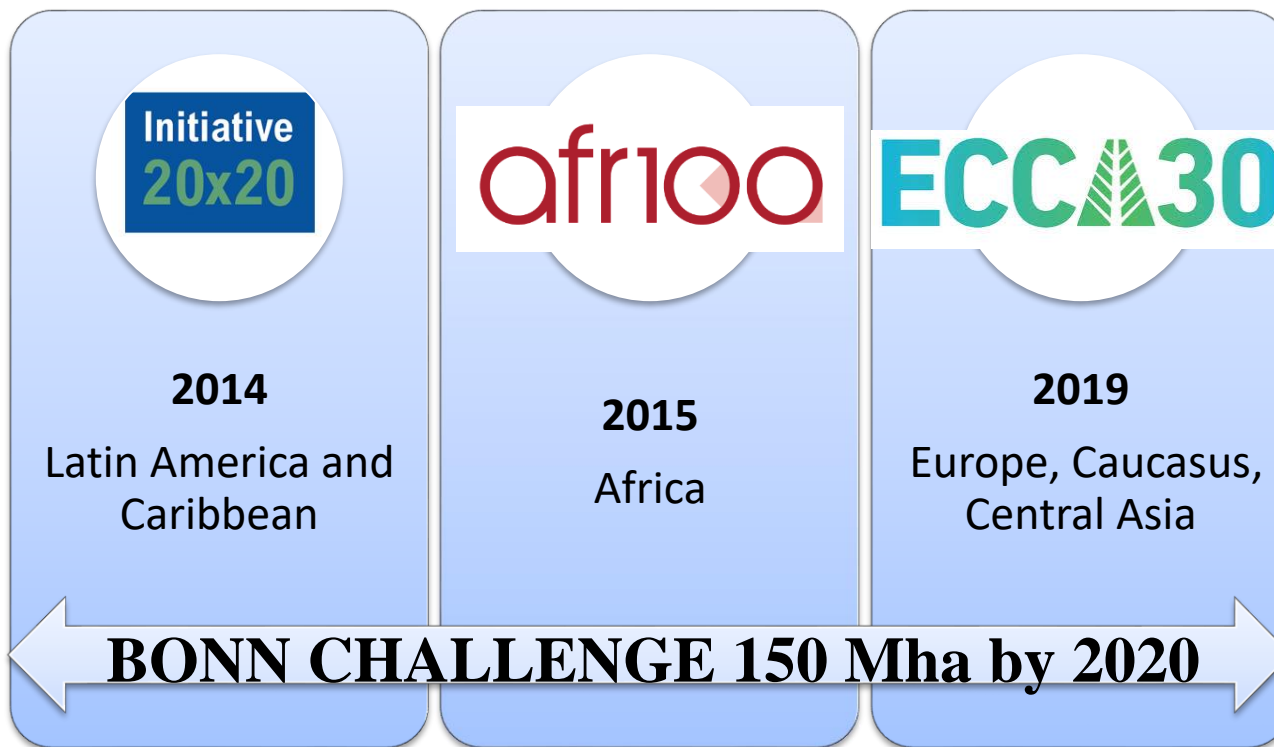 Initiative
20x20
2014
Latin America and
Caribbean
afr100
2015
Africa
ECCA30
2019
Europe, Caucasus,
Central Asia
BONN CHALLENGE 150 Mha by 2020